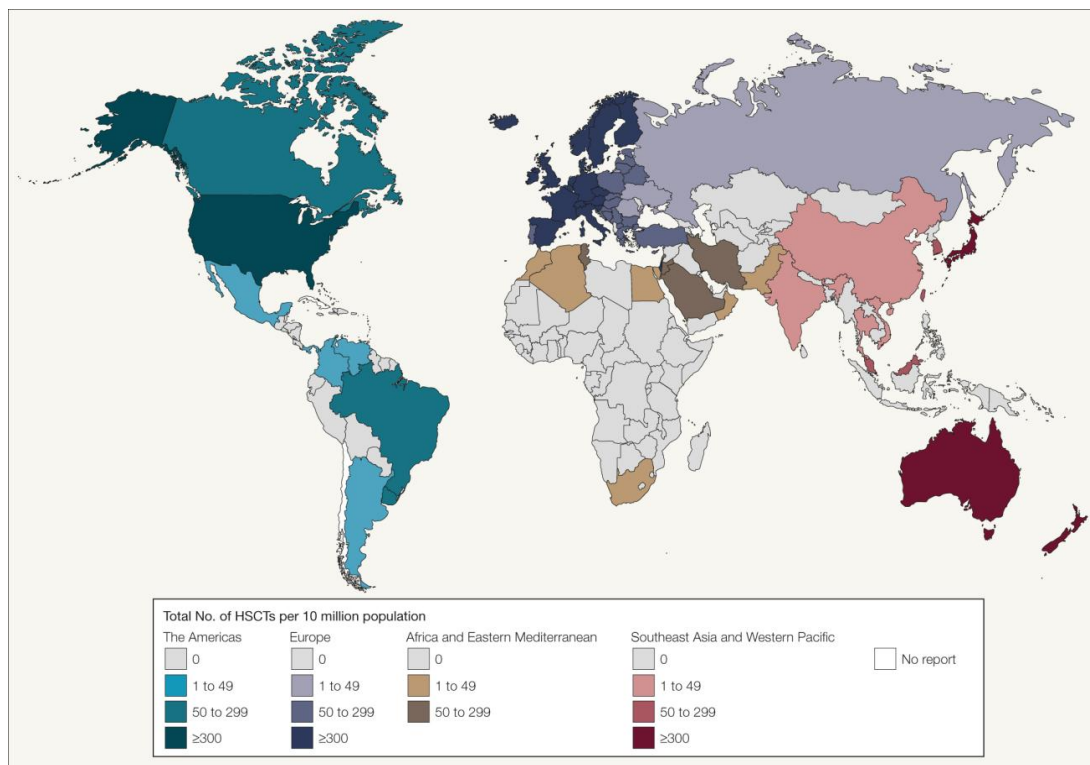 Total No. of HSCTs per 10 million population
The Americas Europe Africa and Eastern Mediterranean Southeast Asia and Western Pacific
0 0 0 0 No report
1 to 49 1 to 49 1 to 49 1 to 49
50 to 299 50 to 299 50 to 299 50 to 299
≥300 ≥300 ≥300